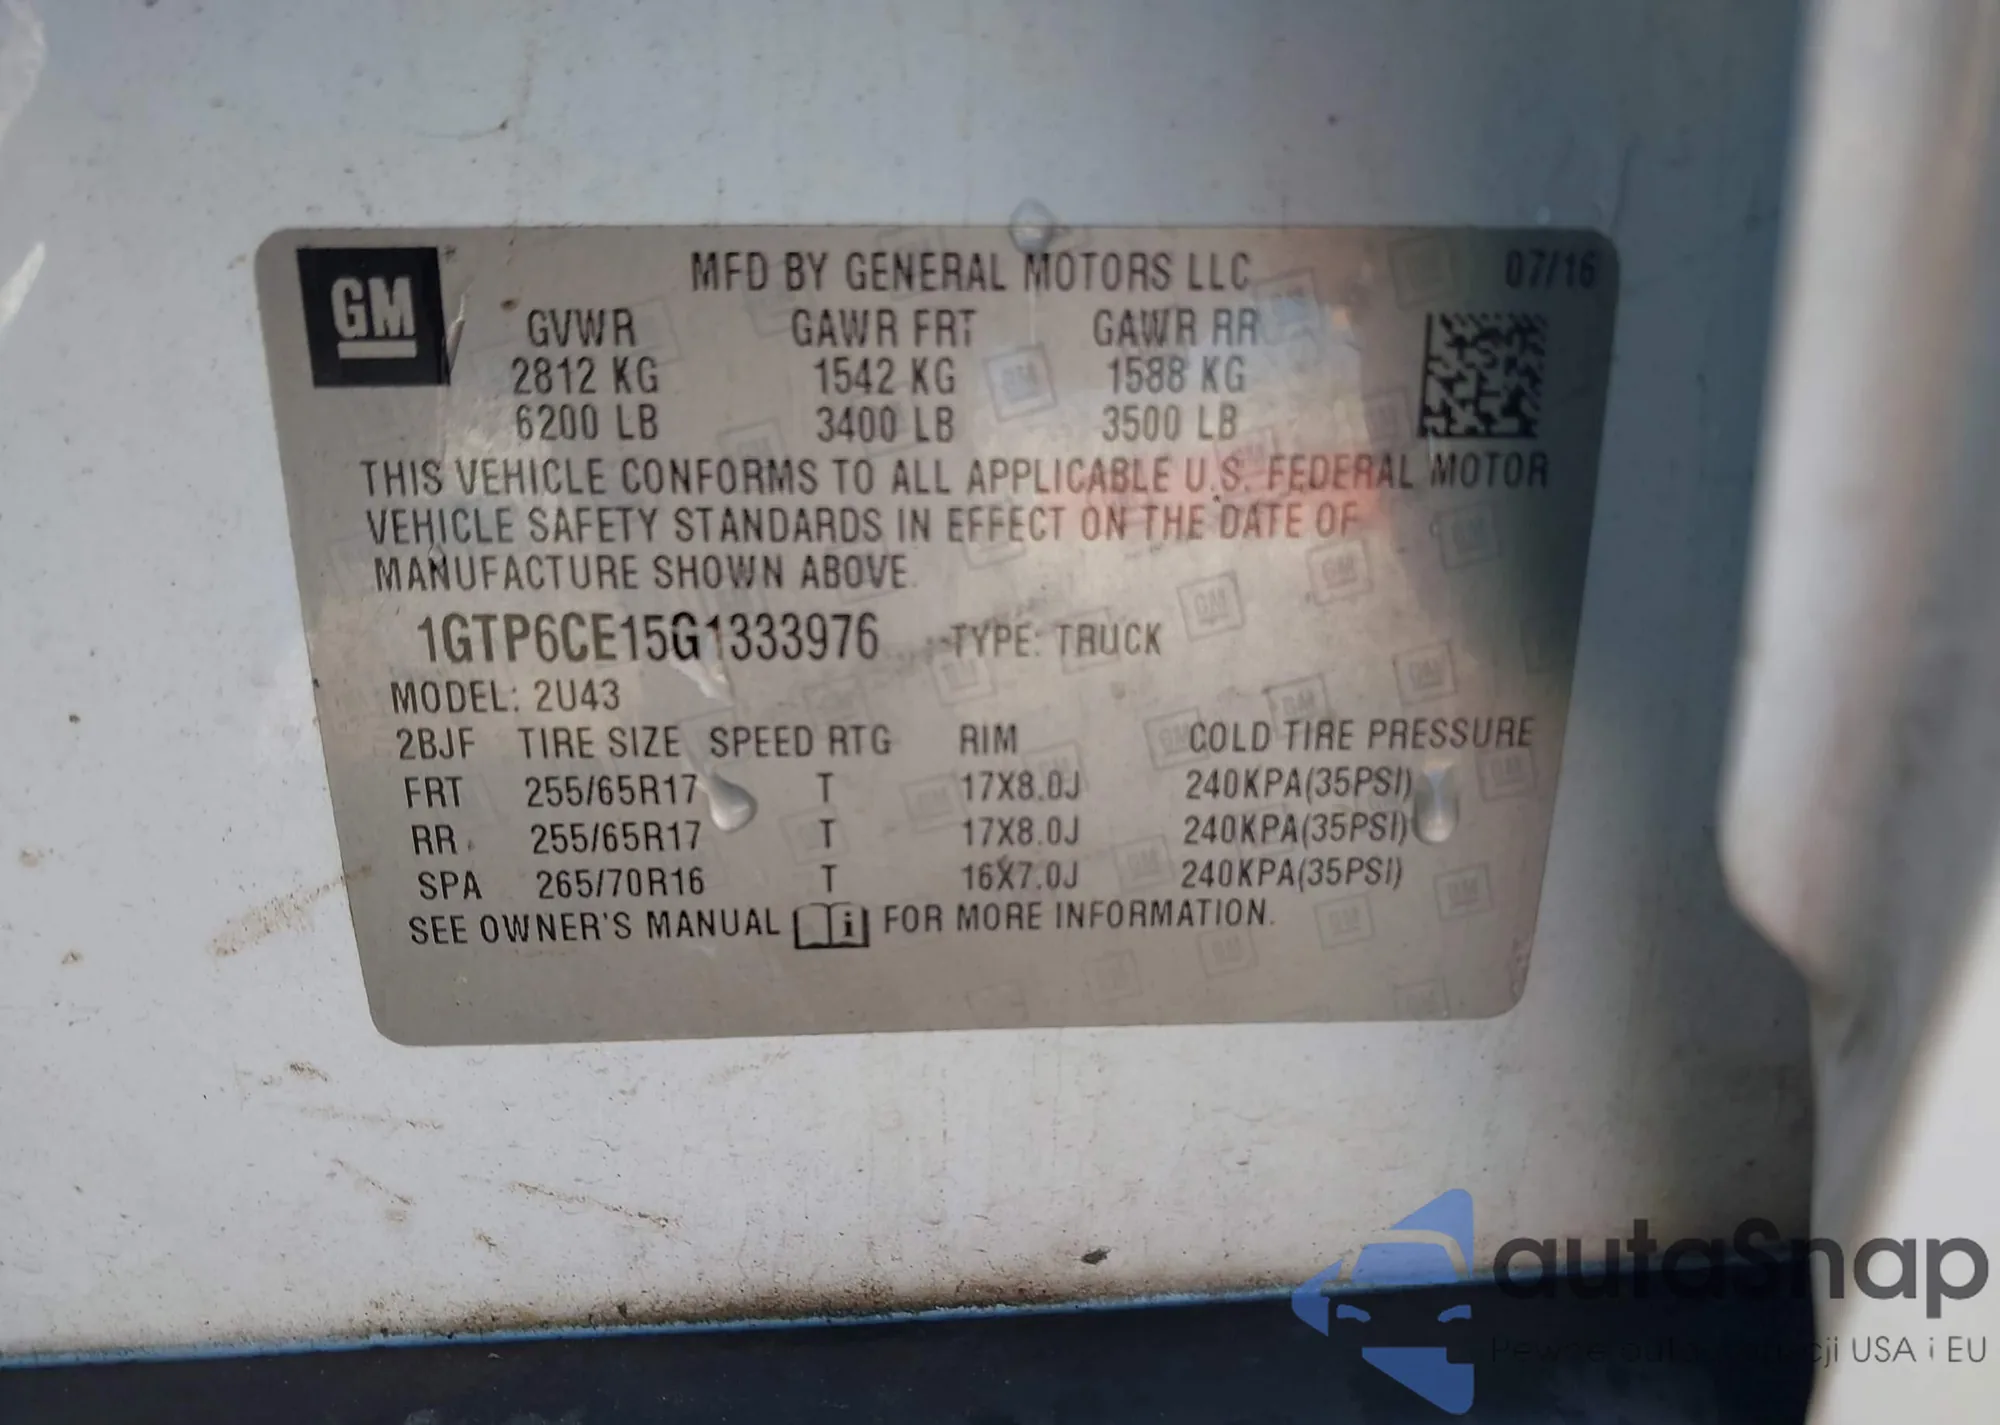 GM
MFD BY GENERAL MOTORS LLC 07/16
GVWR GAWR FRT GAWR RR
2812 KG 1542 KG 1588 KG
6200 LB 3400 LB 3500 LB
THIS VEHICLE CONFORMS TO ALL APPLICABLE U.S. FEDERAL MOTOR
VEHICLE SAFETY STANDARDS IN EFFECT ON THE DATE OF
MANUFACTURE SHOWN ABOVE.
1GTP6CE15G1333976 TYPE: TRUCK
MODEL: 2U43
2BJF TIRE SIZE SPEED RTG RIM COLD TIRE PRESSURE
FRT 255/65R17 T 17X8.0J 240KPA(35PSI)
RR 255/65R17 T 17X8.0J 240KPA(35PSI)
SPA 265/70R16 T 16X7.0J 240KPA(35PSI)
SEE OWNER'S MANUAL i FOR MORE INFORMATION.
autaSnap
USA i EU